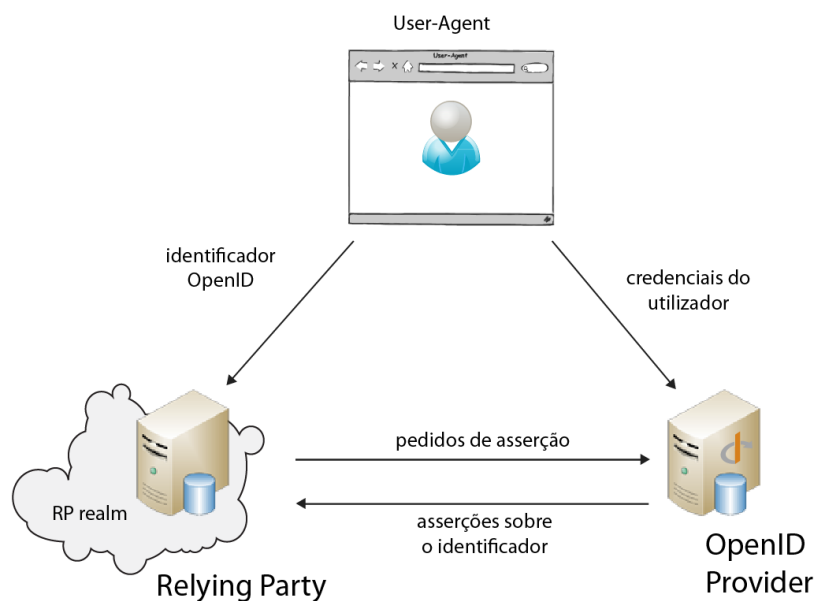 User-Agent
User-Agent
X
identificador
OpenID
credenciais do
utilizador
pedidos de asserção
RP realm
asserções sobre
o identificador
Relying Party
OpenID
Provider